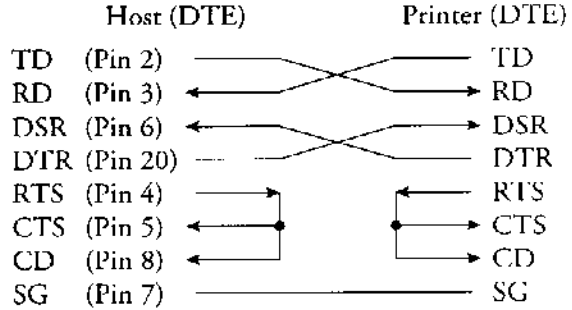 Host (DTE) Printer (DTE)
TD (Pin 2) TD
RD (Pin 3) RD
DSR (Pin 6) DSR
DTR (Pin 20) DTR
RTS (Pin 4) RTS
CTS (Pin 5) CTS
CD (Pin 8) CD
SG (Pin 7) SG